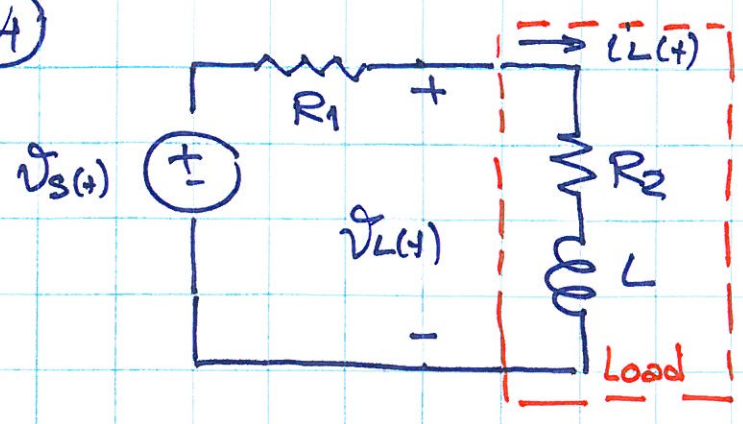 4)
iL(t)
+
R1
R2
+
-
vs(t)
vL(t)
L
-
Load